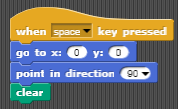 when space key pressed
go to x: 0 y: 0
point in direction 90
clear